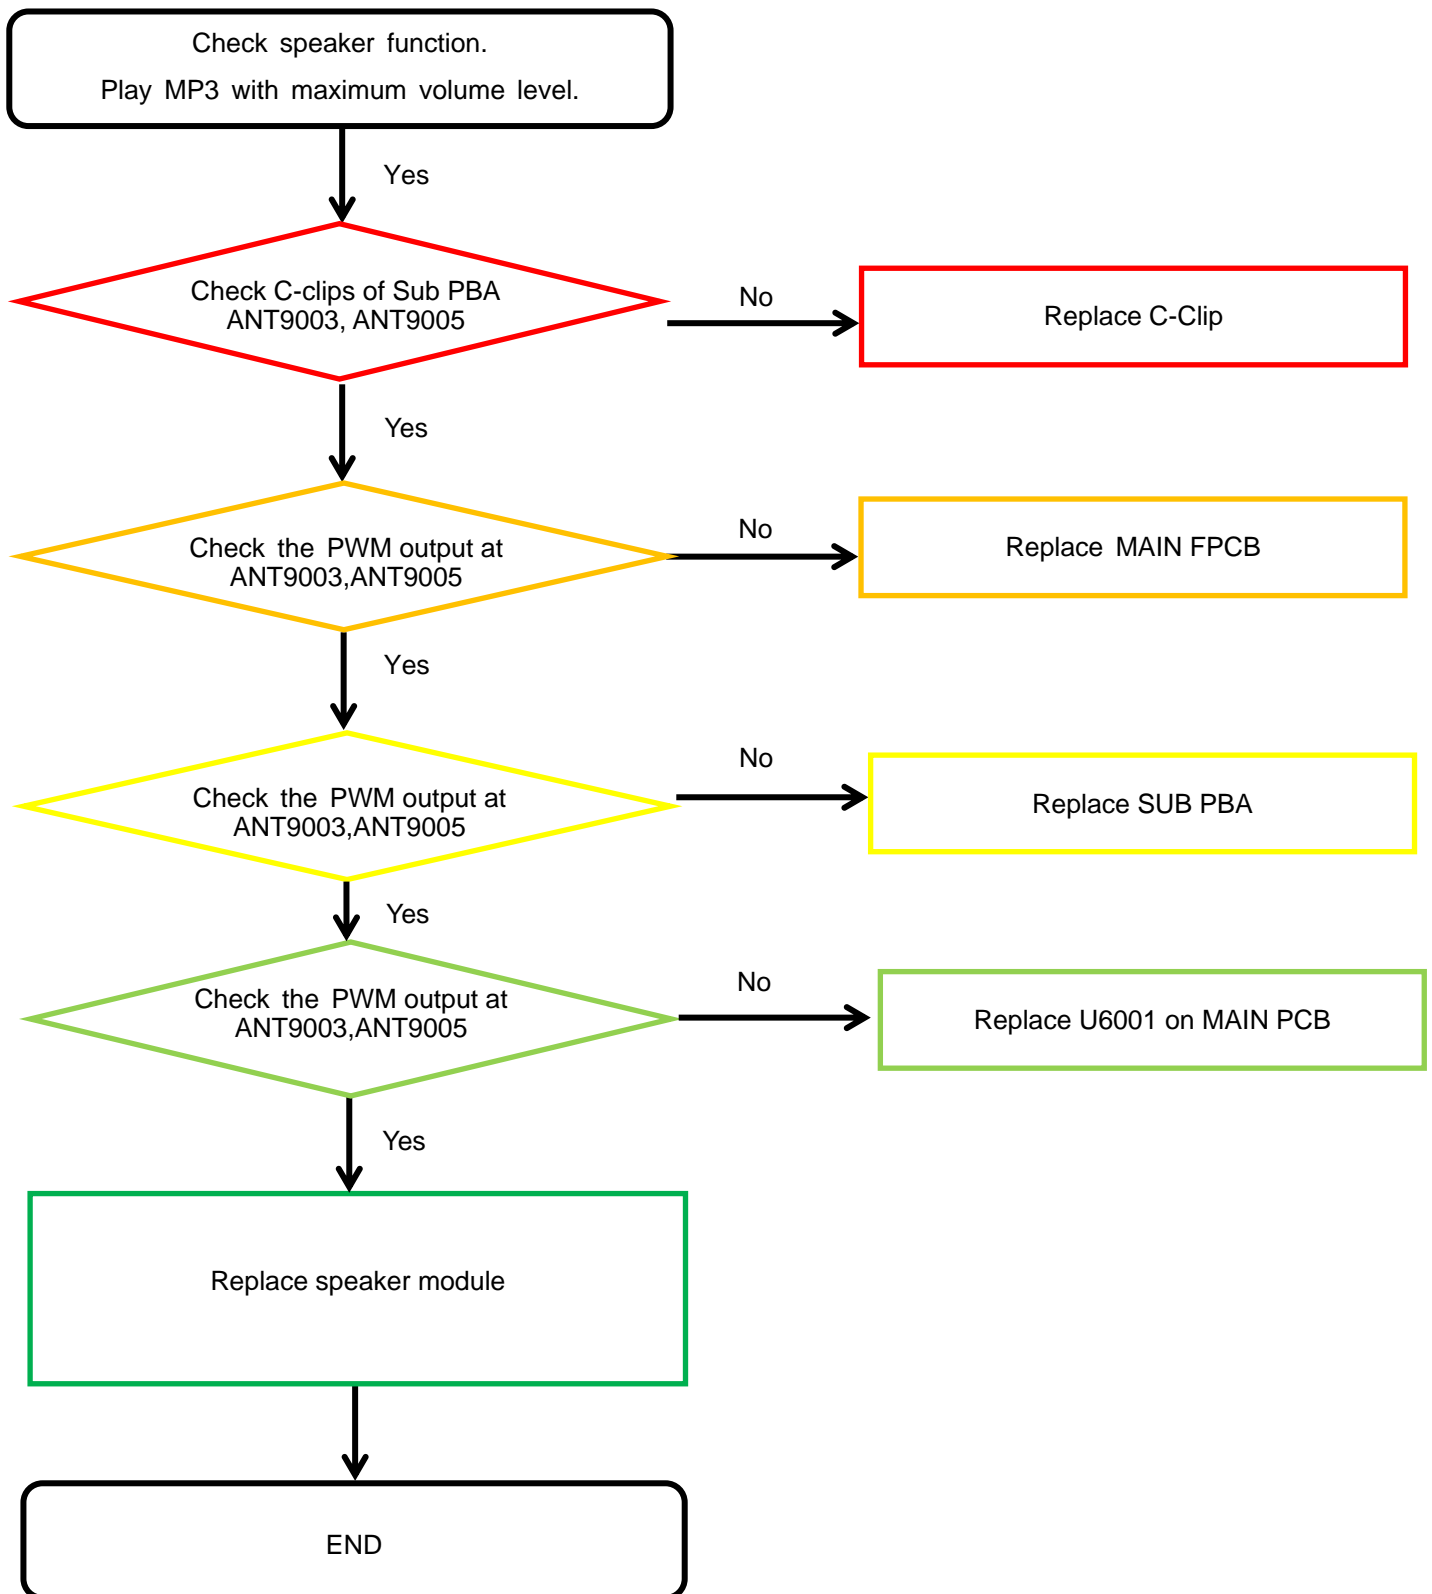 Check speaker function.
Play MP3 with maximum volume level.
Yes
Check C-clips of Sub PBA
ANT9003, ANT9005
No
Replace C-Clip
Yes
Check the PWM output at
ANT9003,ANT9005
No
Replace MAIN FPCB
Yes
Check the PWM output at
ANT9003,ANT9005
No
Replace SUB PBA
Yes
Check the PWM output at
ANT9003,ANT9005
No
Replace U6001 on MAIN PCB
Yes
Replace speaker module
END